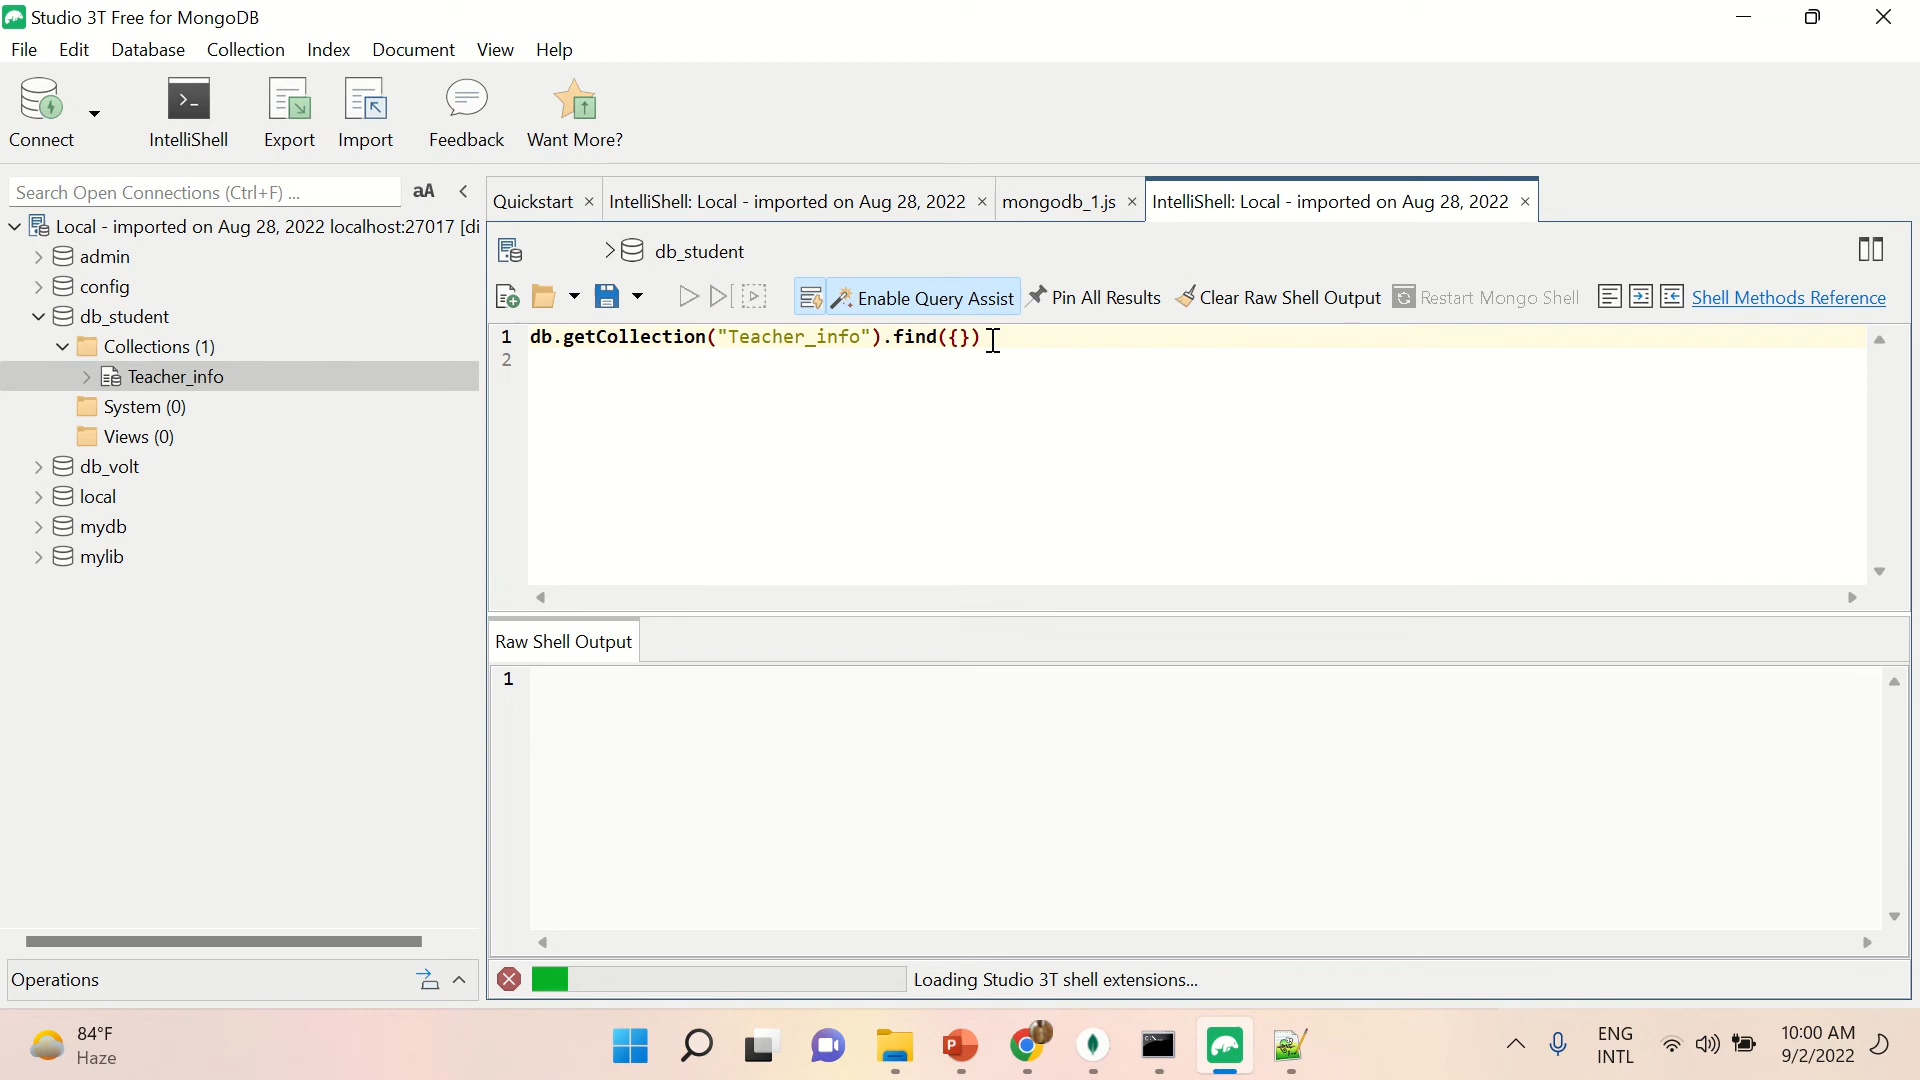 Studio 3T Free for MongoDB
File Edit Database Collection Index Document View Help
Connect IntelliShell Export Import Feedback Want More?
Search Open Connections (Ctrl+F) ... aA
Local - imported on Aug 28, 2022 localhost:27017 [di
admin
config
db_student
Collections (1)
Teacher_info
System (0)
Views (0)
db_volt
local
mydb
mylib
Operations
Quickstart IntelliShell: Local - imported on Aug 28, 2022 mongodb_1.js IntelliShell: Local - imported on Aug 28, 2022
db_student
Enable Query Assist Pin All Results Clear Raw Shell Output Restart Mongo Shell Shell Methods Reference
1 db.getCollection("Teacher_info").find({})
2
Raw Shell Output
1
Loading Studio 3T shell extensions...
84°F
Haze
ENG
INTL
10:00 AM
9/2/2022